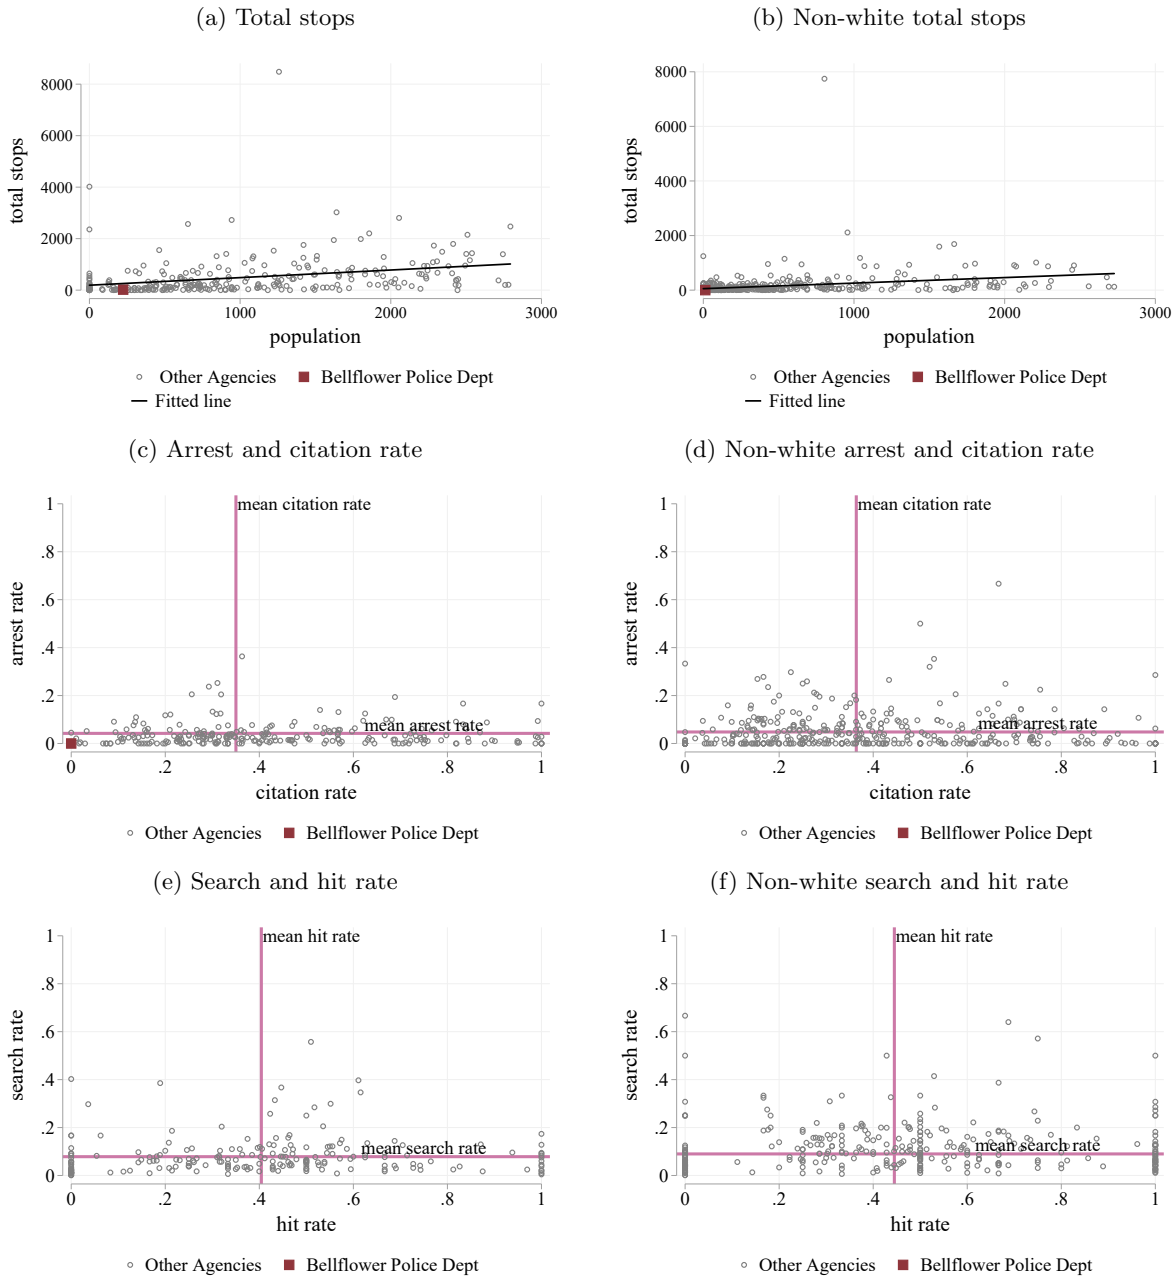 (a) Total stops
(b) Non-white total stops
8000
6000
4000
2000
0
total stops
0 1000 2000 3000
population
Other Agencies Bellflower Police Dept
Fitted line
8000
6000
4000
2000
0
total stops
0 1000 2000 3000
population
Other Agencies Bellflower Police Dept
Fitted line
(c) Arrest and citation rate
(d) Non-white arrest and citation rate
1
.8
.6
.4
.2
0
arrest rate
mean citation rate
mean arrest rate
0 .2 .4 .6 .8 1
citation rate
Other Agencies Bellflower Police Dept
1
.8
.6
.4
.2
0
arrest rate
mean citation rate
mean arrest rate
0 .2 .4 .6 .8 1
citation rate
Other Agencies Bellflower Police Dept
(e) Search and hit rate
(f) Non-white search and hit rate
1
.8
.6
.4
.2
0
search rate
mean hit rate
mean search rate
0 .2 .4 .6 .8 1
hit rate
Other Agencies Bellflower Police Dept
1
.8
.6
.4
.2
0
search rate
mean hit rate
mean search rate
0 .2 .4 .6 .8 1
hit rate
Other Agencies Bellflower Police Dept